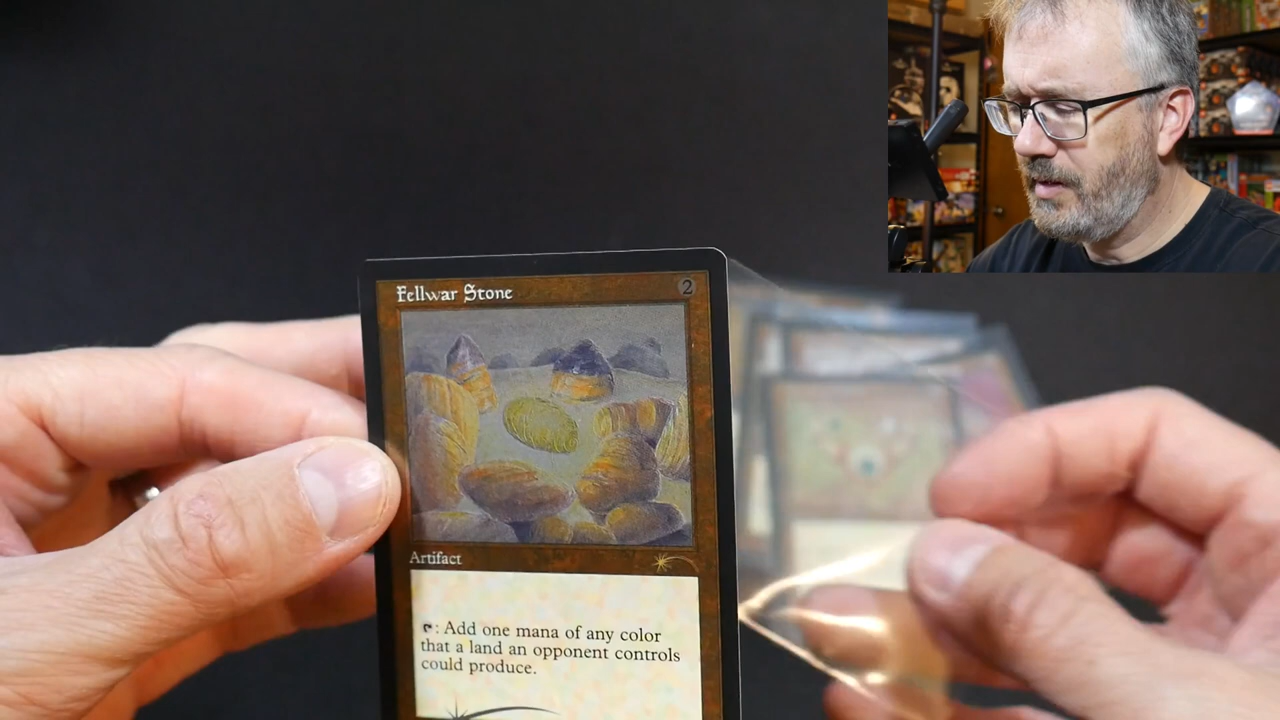 Fellwar Stone 2
Artifact
: Add one mana of any color
that a land an opponent controls
could produce.